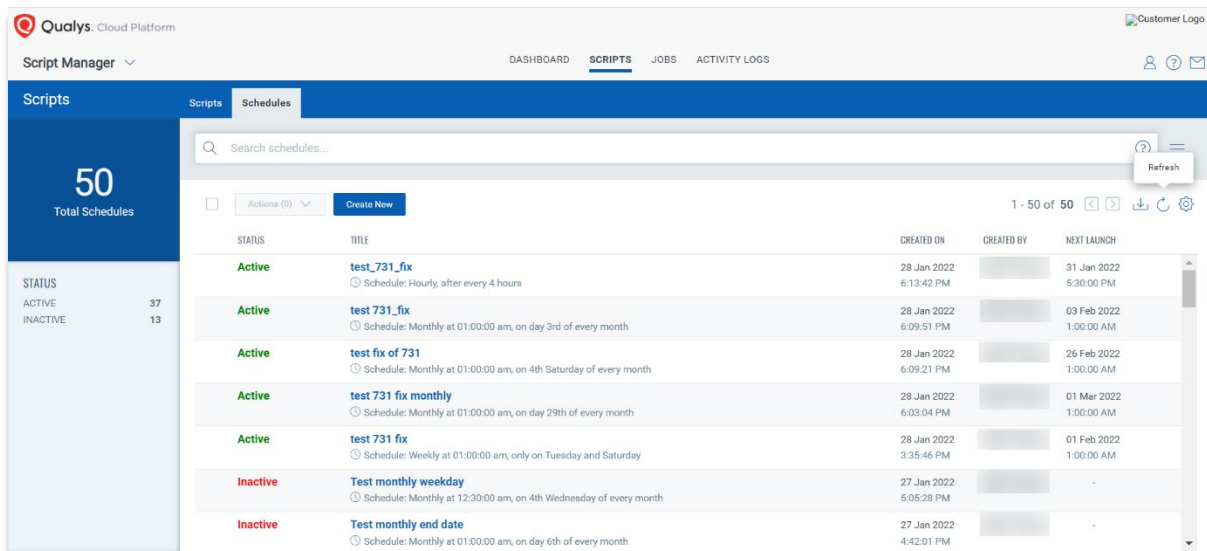 Qualys. Cloud Platform
Customer Logo
Script Manager
DASHBOARD SCRIPTS JOBS ACTIVITY LOGS
Scripts
Scripts Schedules
50
Total Schedules
Search schedules...
Refresh
Actions (0) Create New 1 - 50 of 50
STATUS TITLE CREATED ON CREATED BY NEXT LAUNCH
STATUS
ACTIVE 37
INACTIVE 13
Active test_731_fix 28 Jan 2022 31 Jan 2022
Schedule: Hourly, after every 4 hours 6:13:42 PM 5:30:00 PM
Active test 731_fix 28 Jan 2022 03 Feb 2022
Schedule: Monthly at 01:00:00 am, on day 3rd of every month 6:09:51 PM 1:00:00 AM
Active test fix of 731 28 Jan 2022 26 Feb 2022
Schedule: Monthly at 01:00:00 am, on 4th Saturday of every month 6:09:21 PM 1:00:00 AM
Active test 731 fix monthly 28 Jan 2022 01 Mar 2022
Schedule: Monthly at 01:00:00 am, on day 29th of every month 6:03:04 PM 1:00:00 AM
Active test 731 fix 28 Jan 2022 01 Feb 2022
Schedule: Weekly at 01:00:00 am, only on Tuesday and Saturday 3:35:46 PM 1:00:00 AM
Inactive Test monthly weekday 27 Jan 2022 -
Schedule: Monthly at 12:30:00 am, on 4th Wednesday of every month 5:05:28 PM
Inactive Test monthly end date 27 Jan 2022 -
Schedule: Monthly at 01:00:00 am, on day 6th of every month 4:42:01 PM